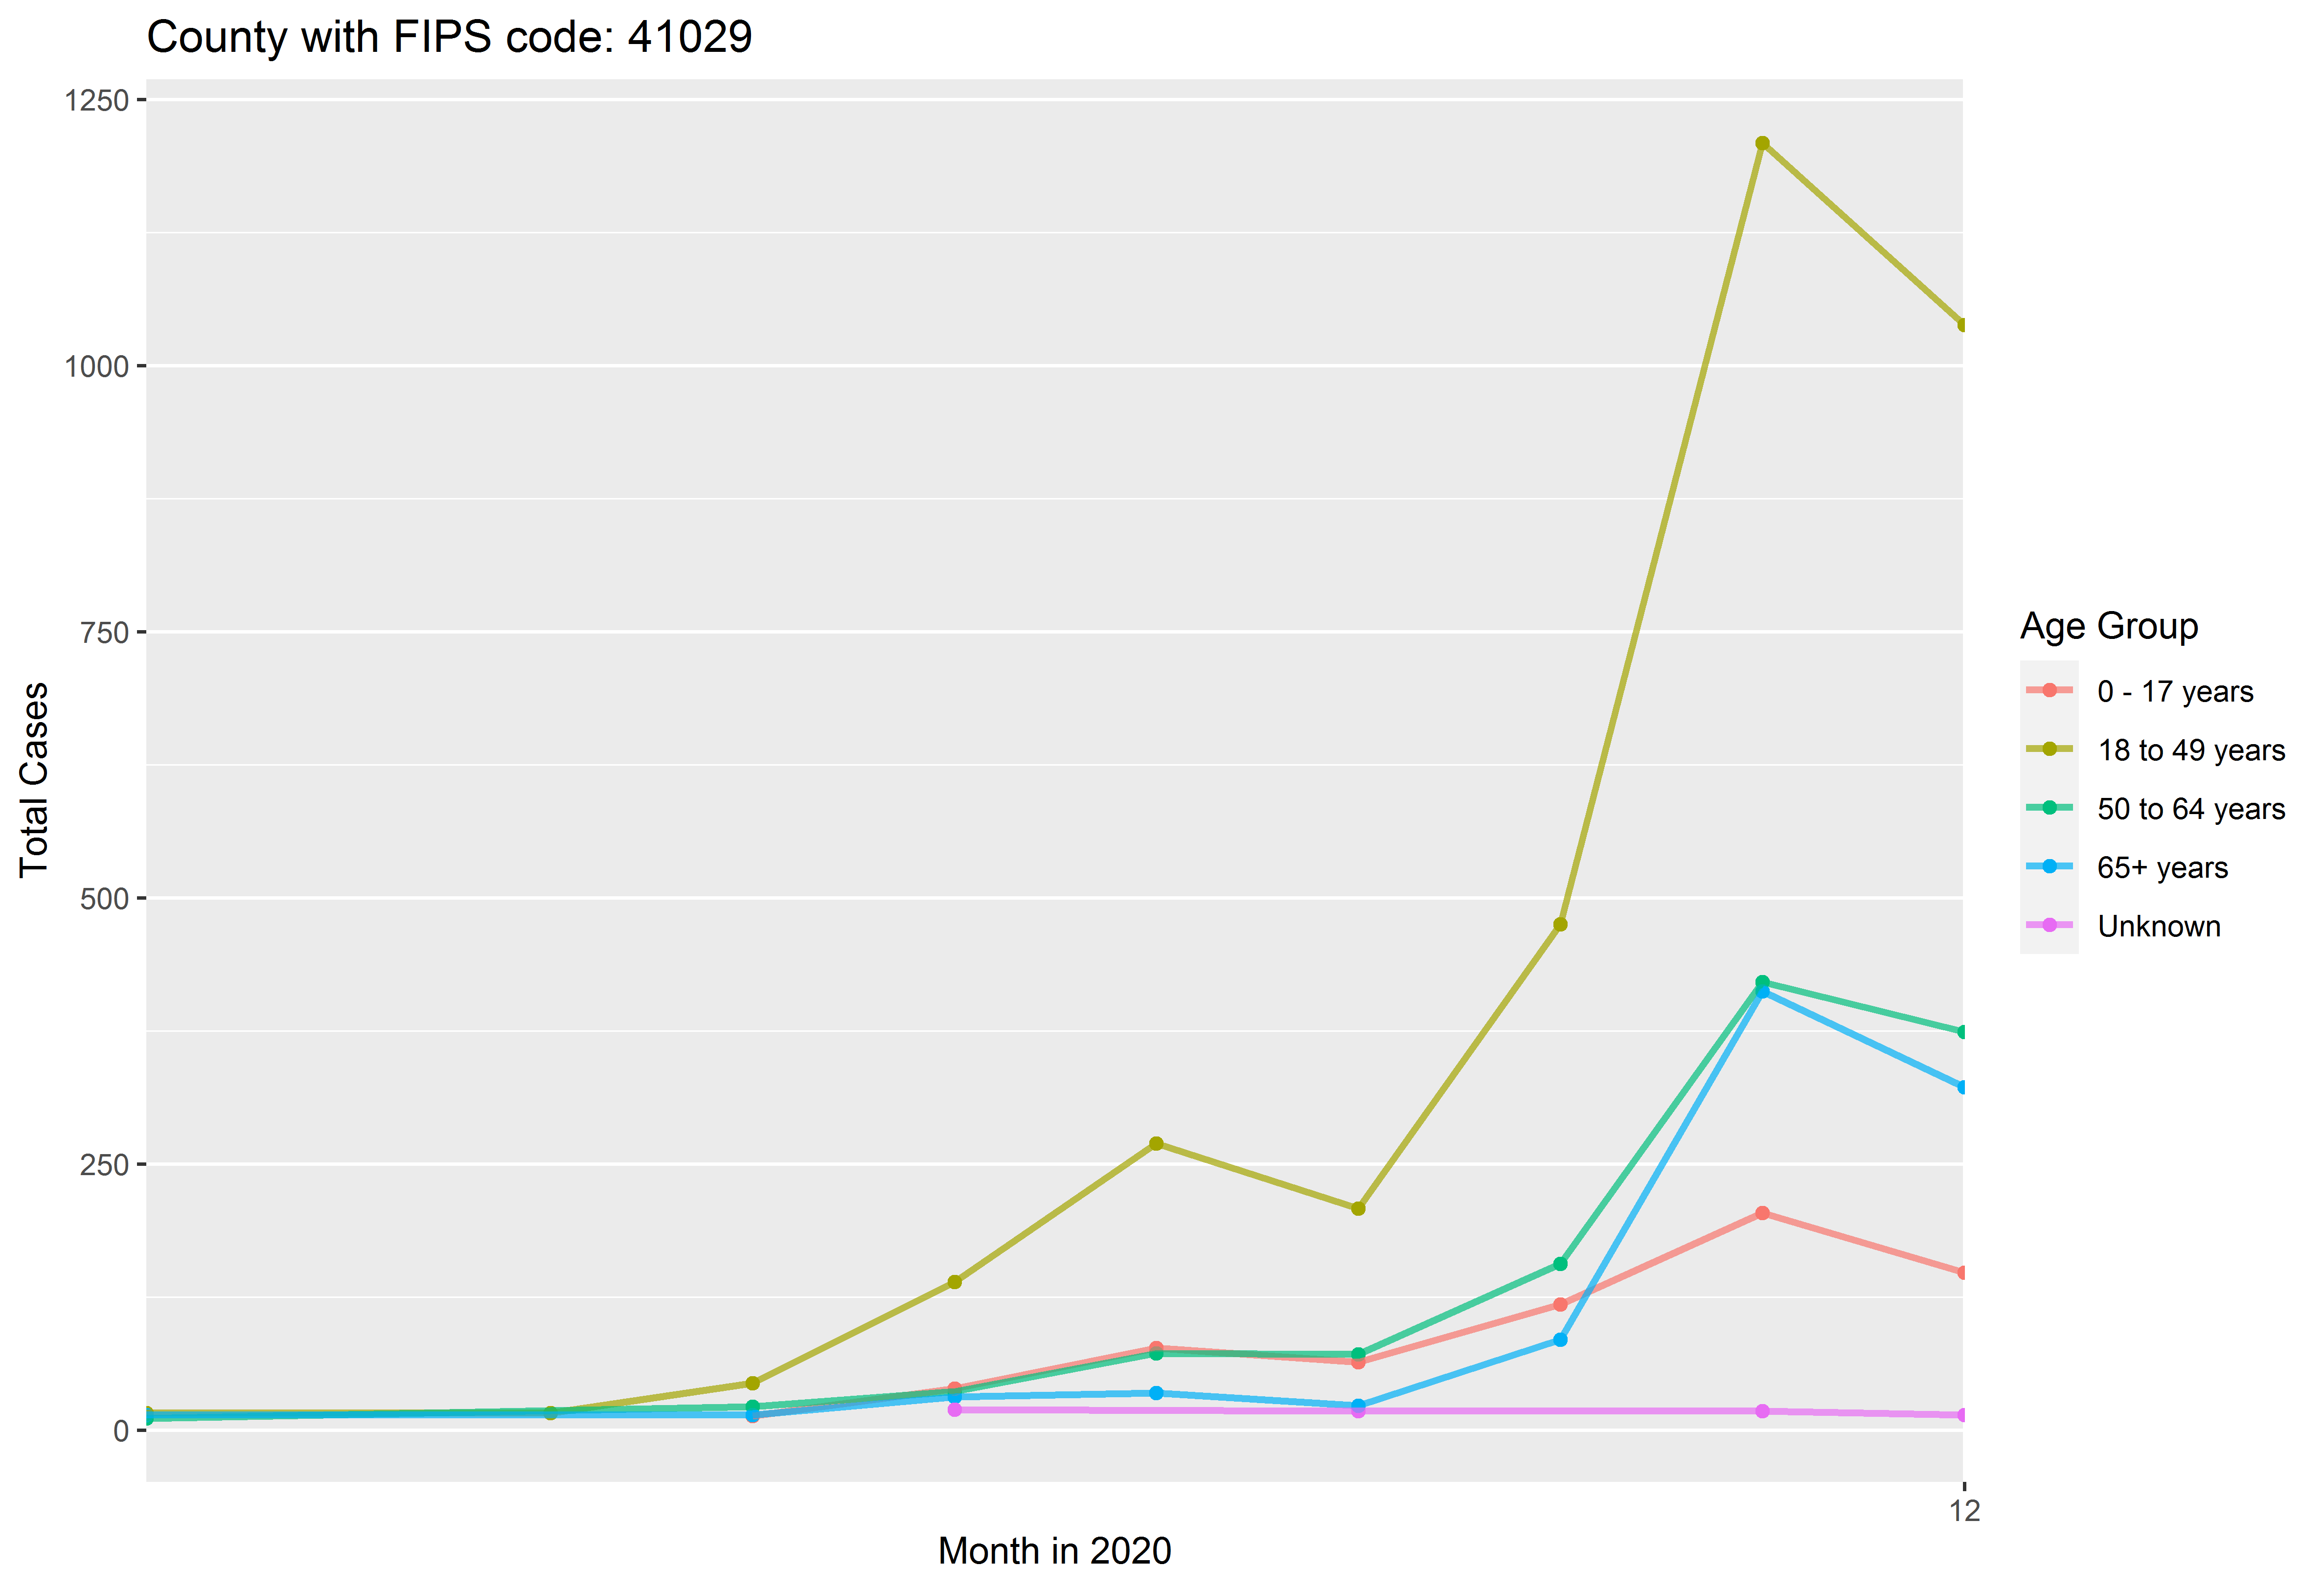 County with FIPS code: 41029
1250
1000
750
500
250
0
Total Cases
12
Month in 2020
Age Group
0 - 17 years
18 to 49 years
50 to 64 years
65+ years
Unknown